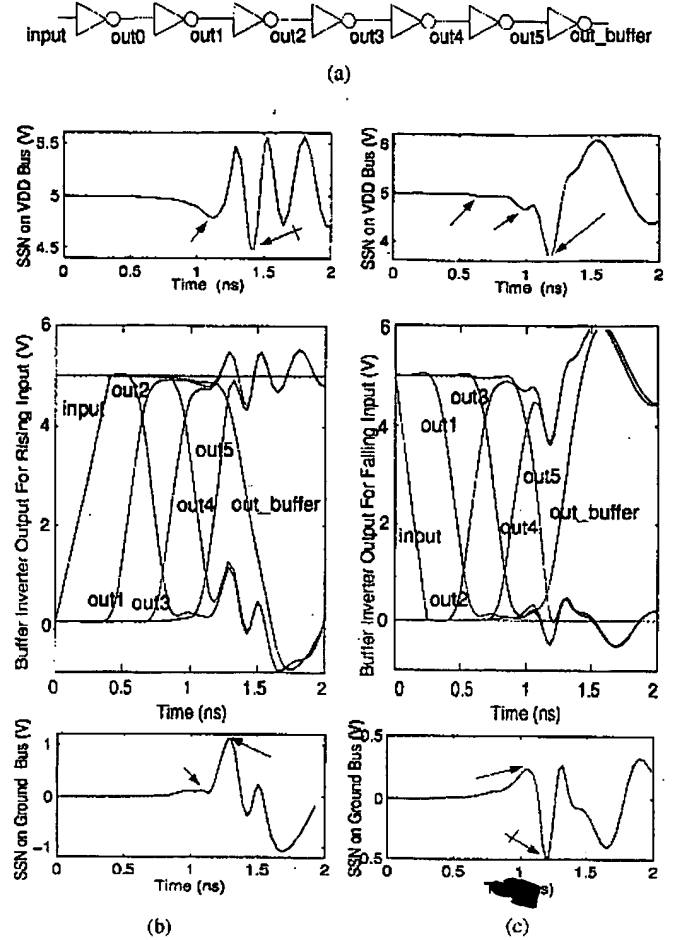 input out0 out1 out2 out3 out4 out5 out_buffer
(a)
SSN on VDD Bus (V)
5.5
5
4.5
0 0.5 1 1.5 2
Time (ns)
SSN on VDD Bus (V)
8
6
4
0 0.5 1 1.5 2
Time (ns)
Buffer Inverter Output For Rising Input (V)
6
4
2
0
input
out2
out5
out4
out_buffer
out1
out3
0 0.5 1 1.5 2
Time (ns)
Buffer Inverter Output For Falling Input (V)
6
4
2
0
out3
out1
out5
out4
out_buffer
input
out2
0 0.5 1 1.5 2
Time (ns)
SSN on Ground Bus (V)
1
0
-1
0 0.5 1 1.5 2
Time (ns)
SSN on Ground Bus (V)
0.5
0
0.5
0 0.5 1 1.5 2
s)
(b)
(c)